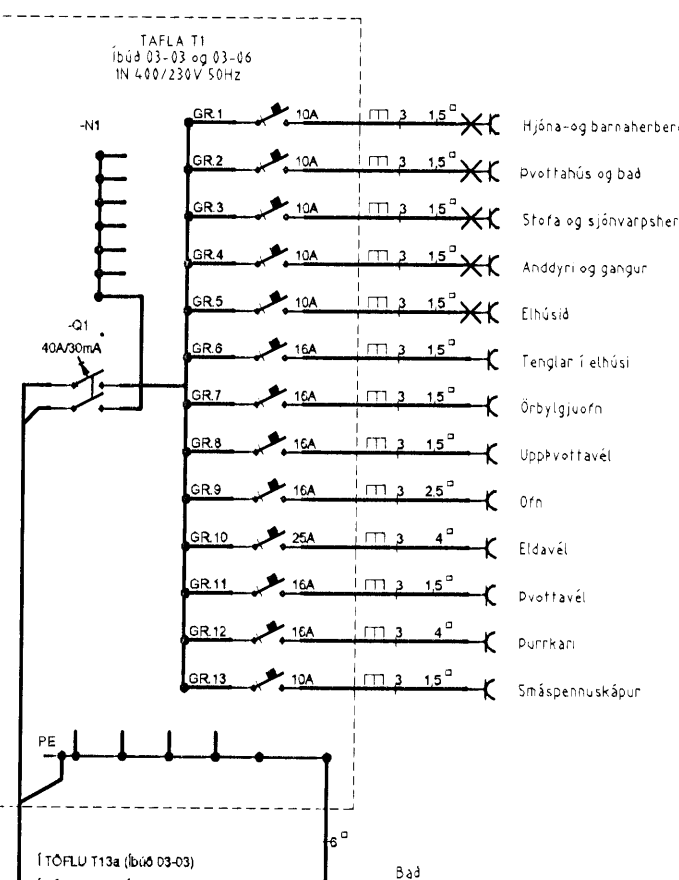 TAFLA T1
Íbúð 03-03 og 03-06
1N 400/230V 50Hz
-N1
GR.1 10A 3 1,5 Hjóna-og barnaherberg
GR.2 10A 3 1,5 Þvottahús og bað
GR.3 10A 3 1,5 Stofa og sjónvarpsher
GR.4 10A 3 1,5 Anddyri og gangur
GR.5 10A 3 1,5 Elhúsið
-Q1
40A/30mA
GR.6 16A 3 1,5 Tenglar í elhúsi
GR.7 16A 3 1,5 Örbylgjuofn
GR.8 16A 3 1,5 Uppþvottavél
GR.9 16A 3 2.5 Ofn
GR.10 25A 3 4 Eldavél
GR.11 16A 3 1,5 Þvottavél
GR.12 16A 3 4 Þurrkari
GR.13 10A 3 1,5 Smáspennuskápur
PE
6
Í TÖFLU T13a (Íbúð 03-03)
Bað